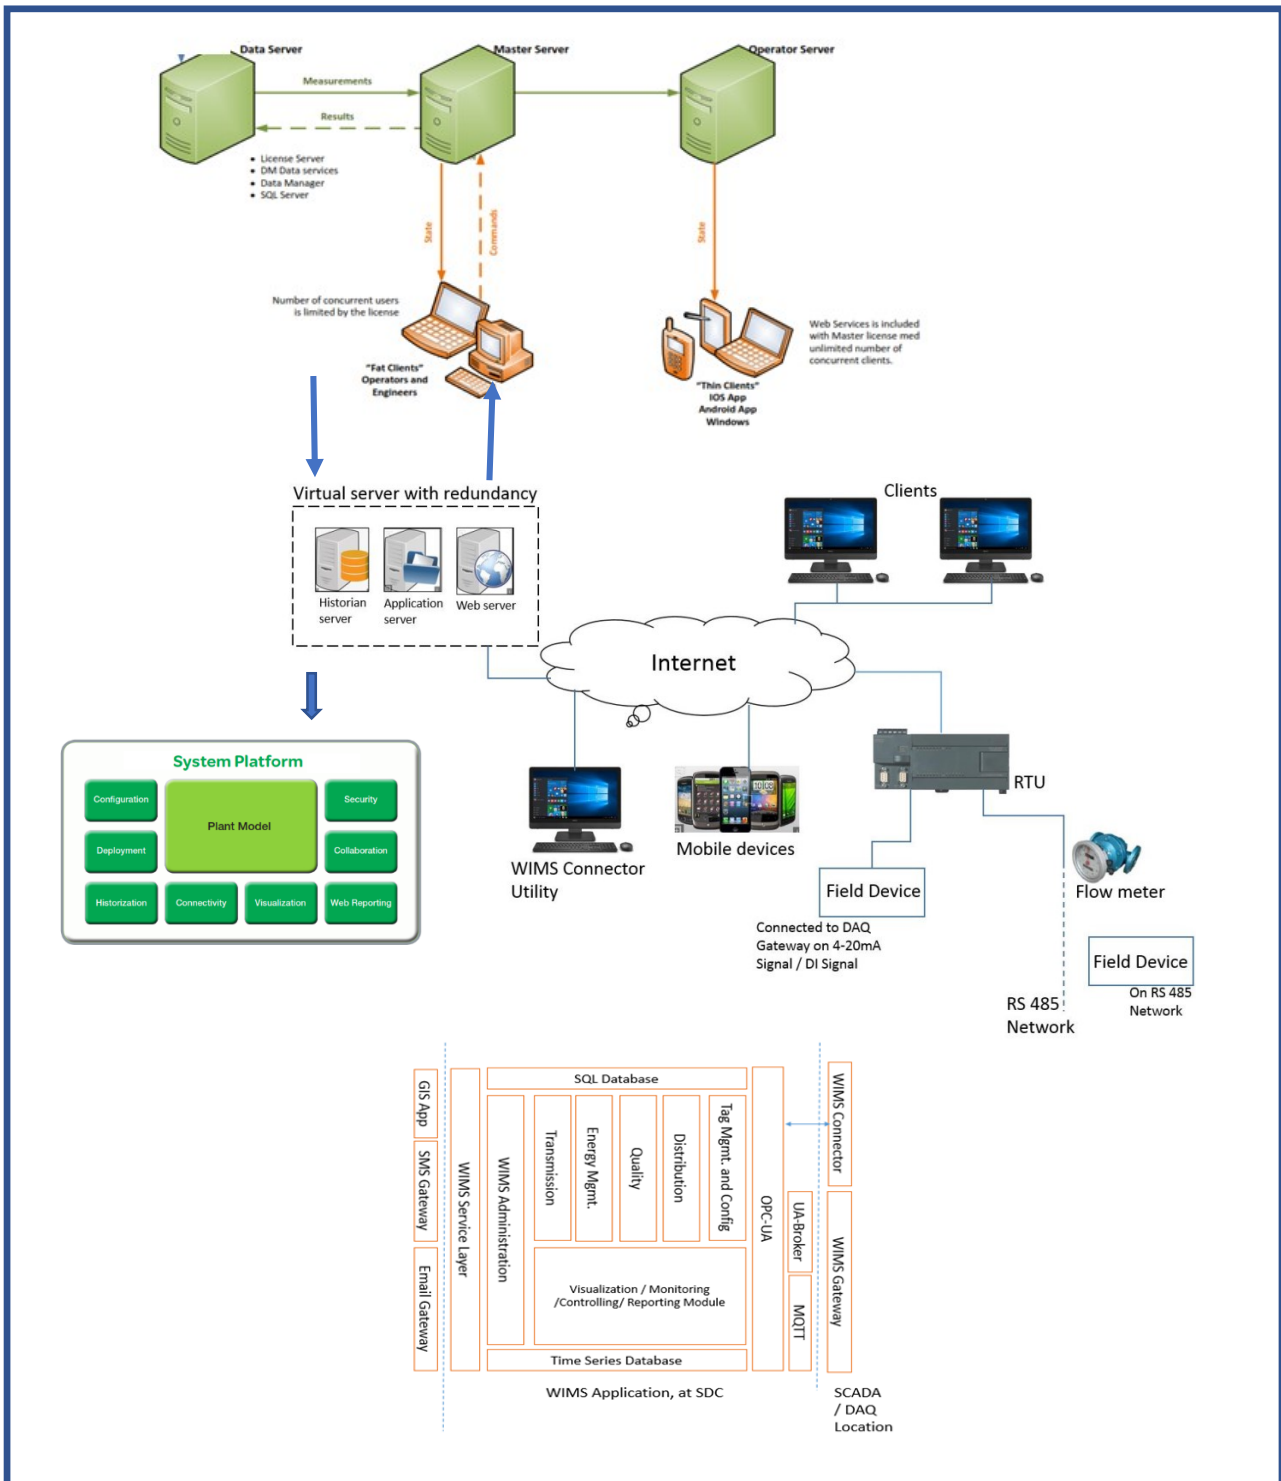 Data Server
Master Server
Operator Server
Measurements
Results
• License Server
• DM Data services
• Data Manager
• SQL Server
State
Commands
State
Number of concurrent users
is limited by the license
"Fat Clients"
Operators and
Engineers
Web Services is included
with Master license med
unlimited number of
concurrent clients.
"Thin Clients"
IOS App
Android App
Windows
Virtual server with redundancy
Historian
server
Application
server
Web server
Clients
Internet
System Platform
Configuration
Plant Model
Security
Deployment
Collaboration
Historization
Connectivity
Visualization
Web Reporting
WIMS Connector
Utility
Mobile devices
RTU
Field Device
Connected to DAQ
Gateway on 4-20mA
Signal / DI Signal
Flow meter
Field Device
On RS 485
Network
RS 485
Network
GIS App
SMS Gateway
Email Gateway
WIMS Service Layer
SQL Database
WIMS Administration
Transmission
Energy Mgmt.
Quality
Distribution
Tag Mgmt. and Config
Visualization / Monitoring
/Controlling/ Reporting Module
Time Series Database
OPC-UA
UA-Broker
MQTT
WIMS Connector
WIMS Gateway
WIMS Application, at SDC
SCADA
/ DAQ
Location